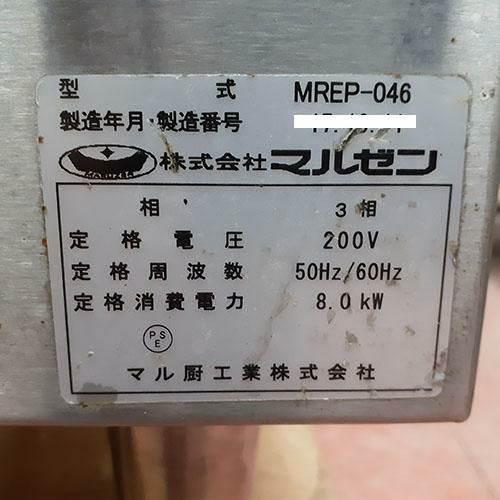 型式 MREP-046
製造年月・製造番号
MARUZEN 株式会社 マルゼン
相 3相
定格電圧 200V
定格周波数 50Hz/60Hz
定格消費電力 8.0kW
PS
E
マル厨工業株式会社